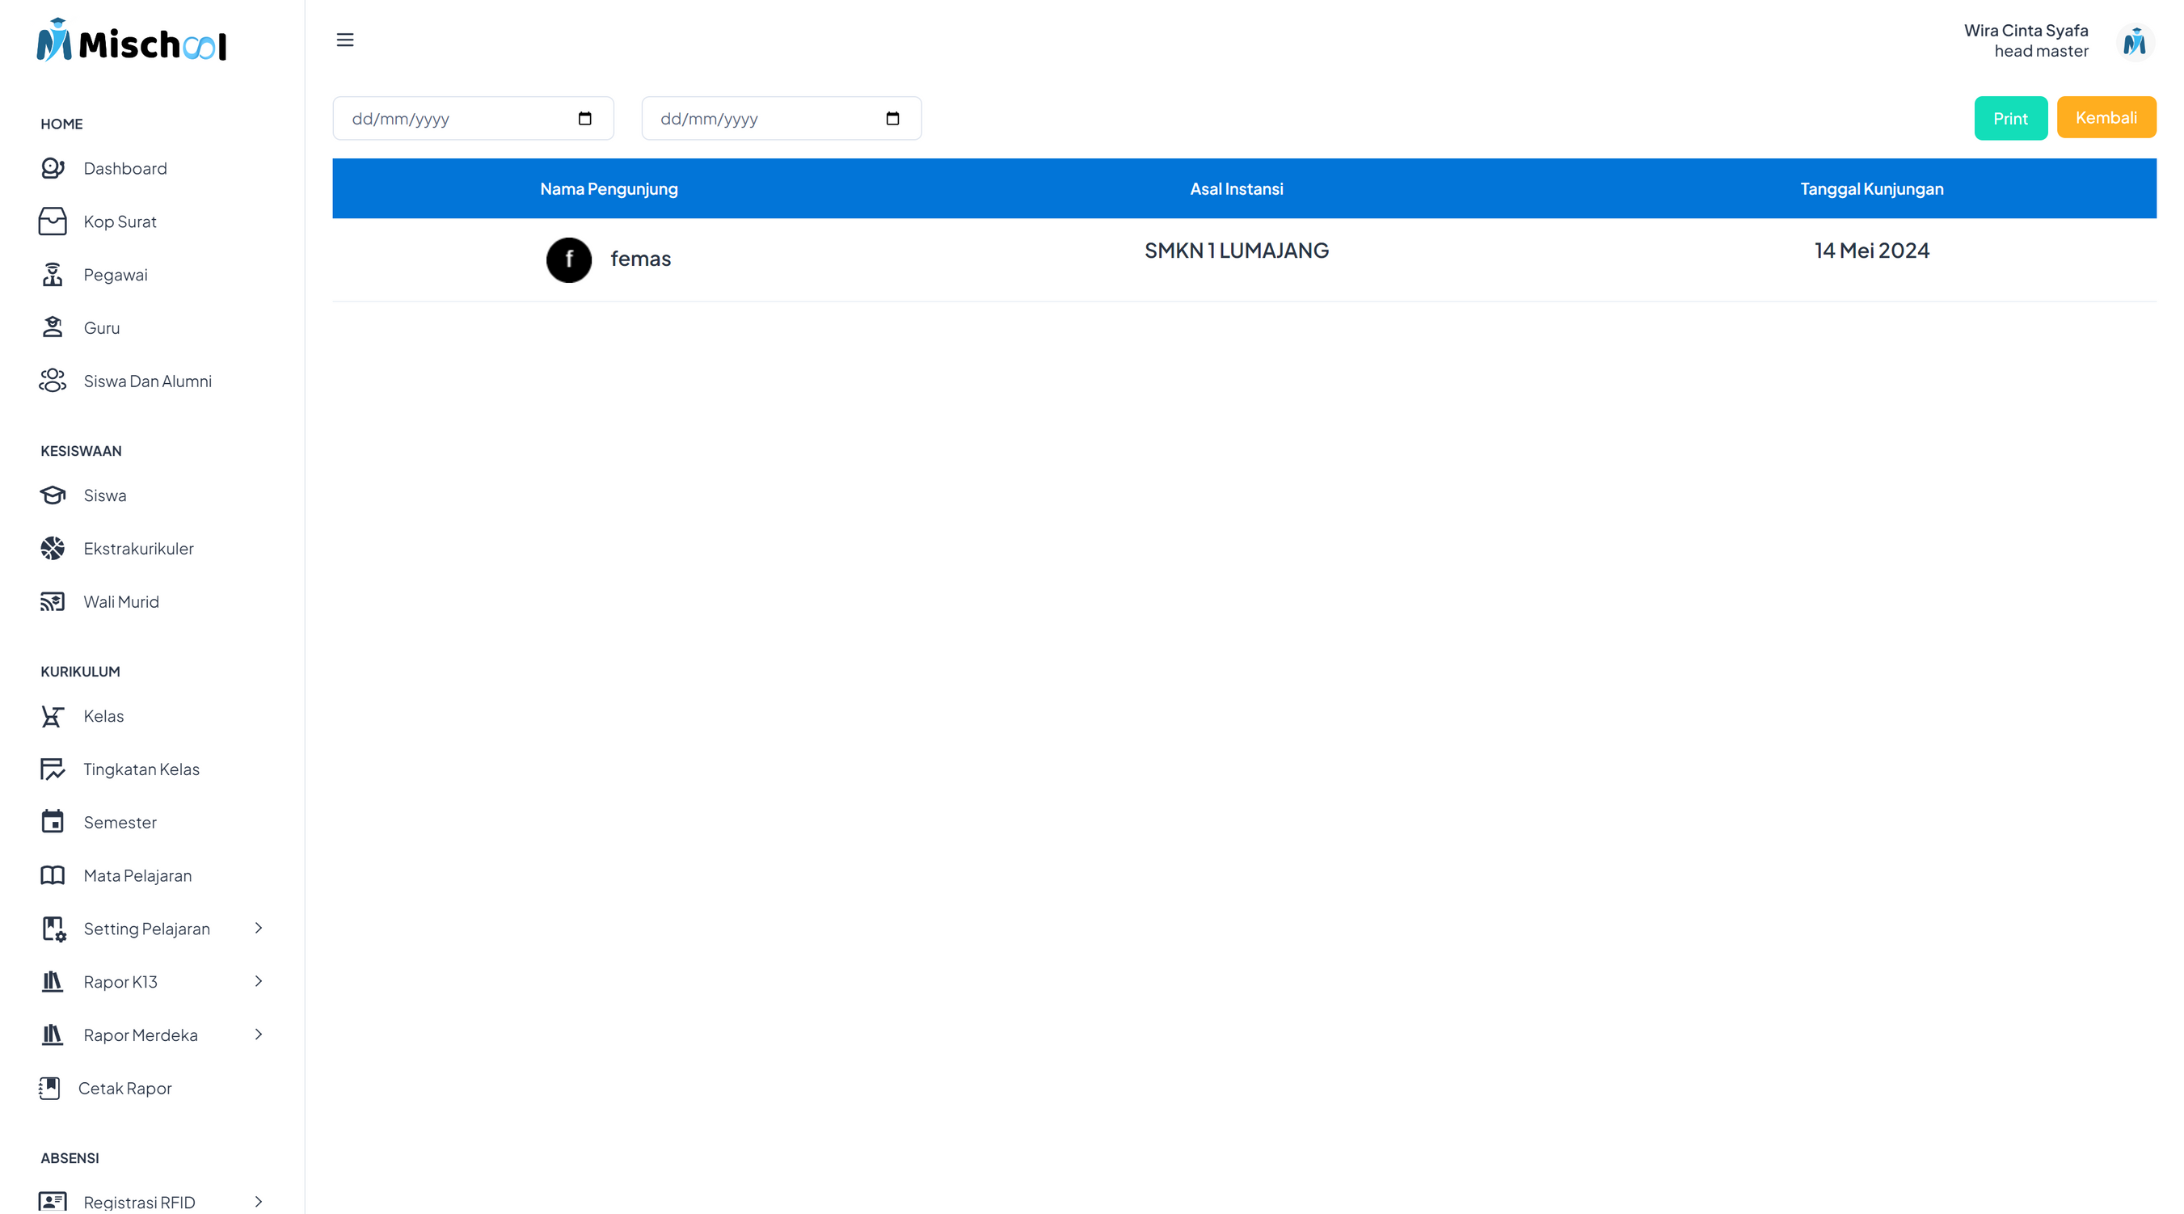 Mischool
Wira Cinta Syafa
head master
HOME
Dashboard
Kop Surat
Pegawai
Guru
Siswa Dan Alumni
KESISWAAN
Siswa
Ekstrakurikuler
Wali Murid
KURIKULUM
Kelas
Tingkatan Kelas
Semester
Mata Pelajaran
Setting Pelajaran
Rapor K13
Rapor Merdeka
Cetak Rapor
ABSENSI
Registrasi RFID
dd/mm/yyyy
dd/mm/yyyy
Print
Kembali
Nama Pengunjung
Asal Instansi
Tanggal Kunjungan
f
femas
SMKN 1 LUMAJANG
14 Mei 2024